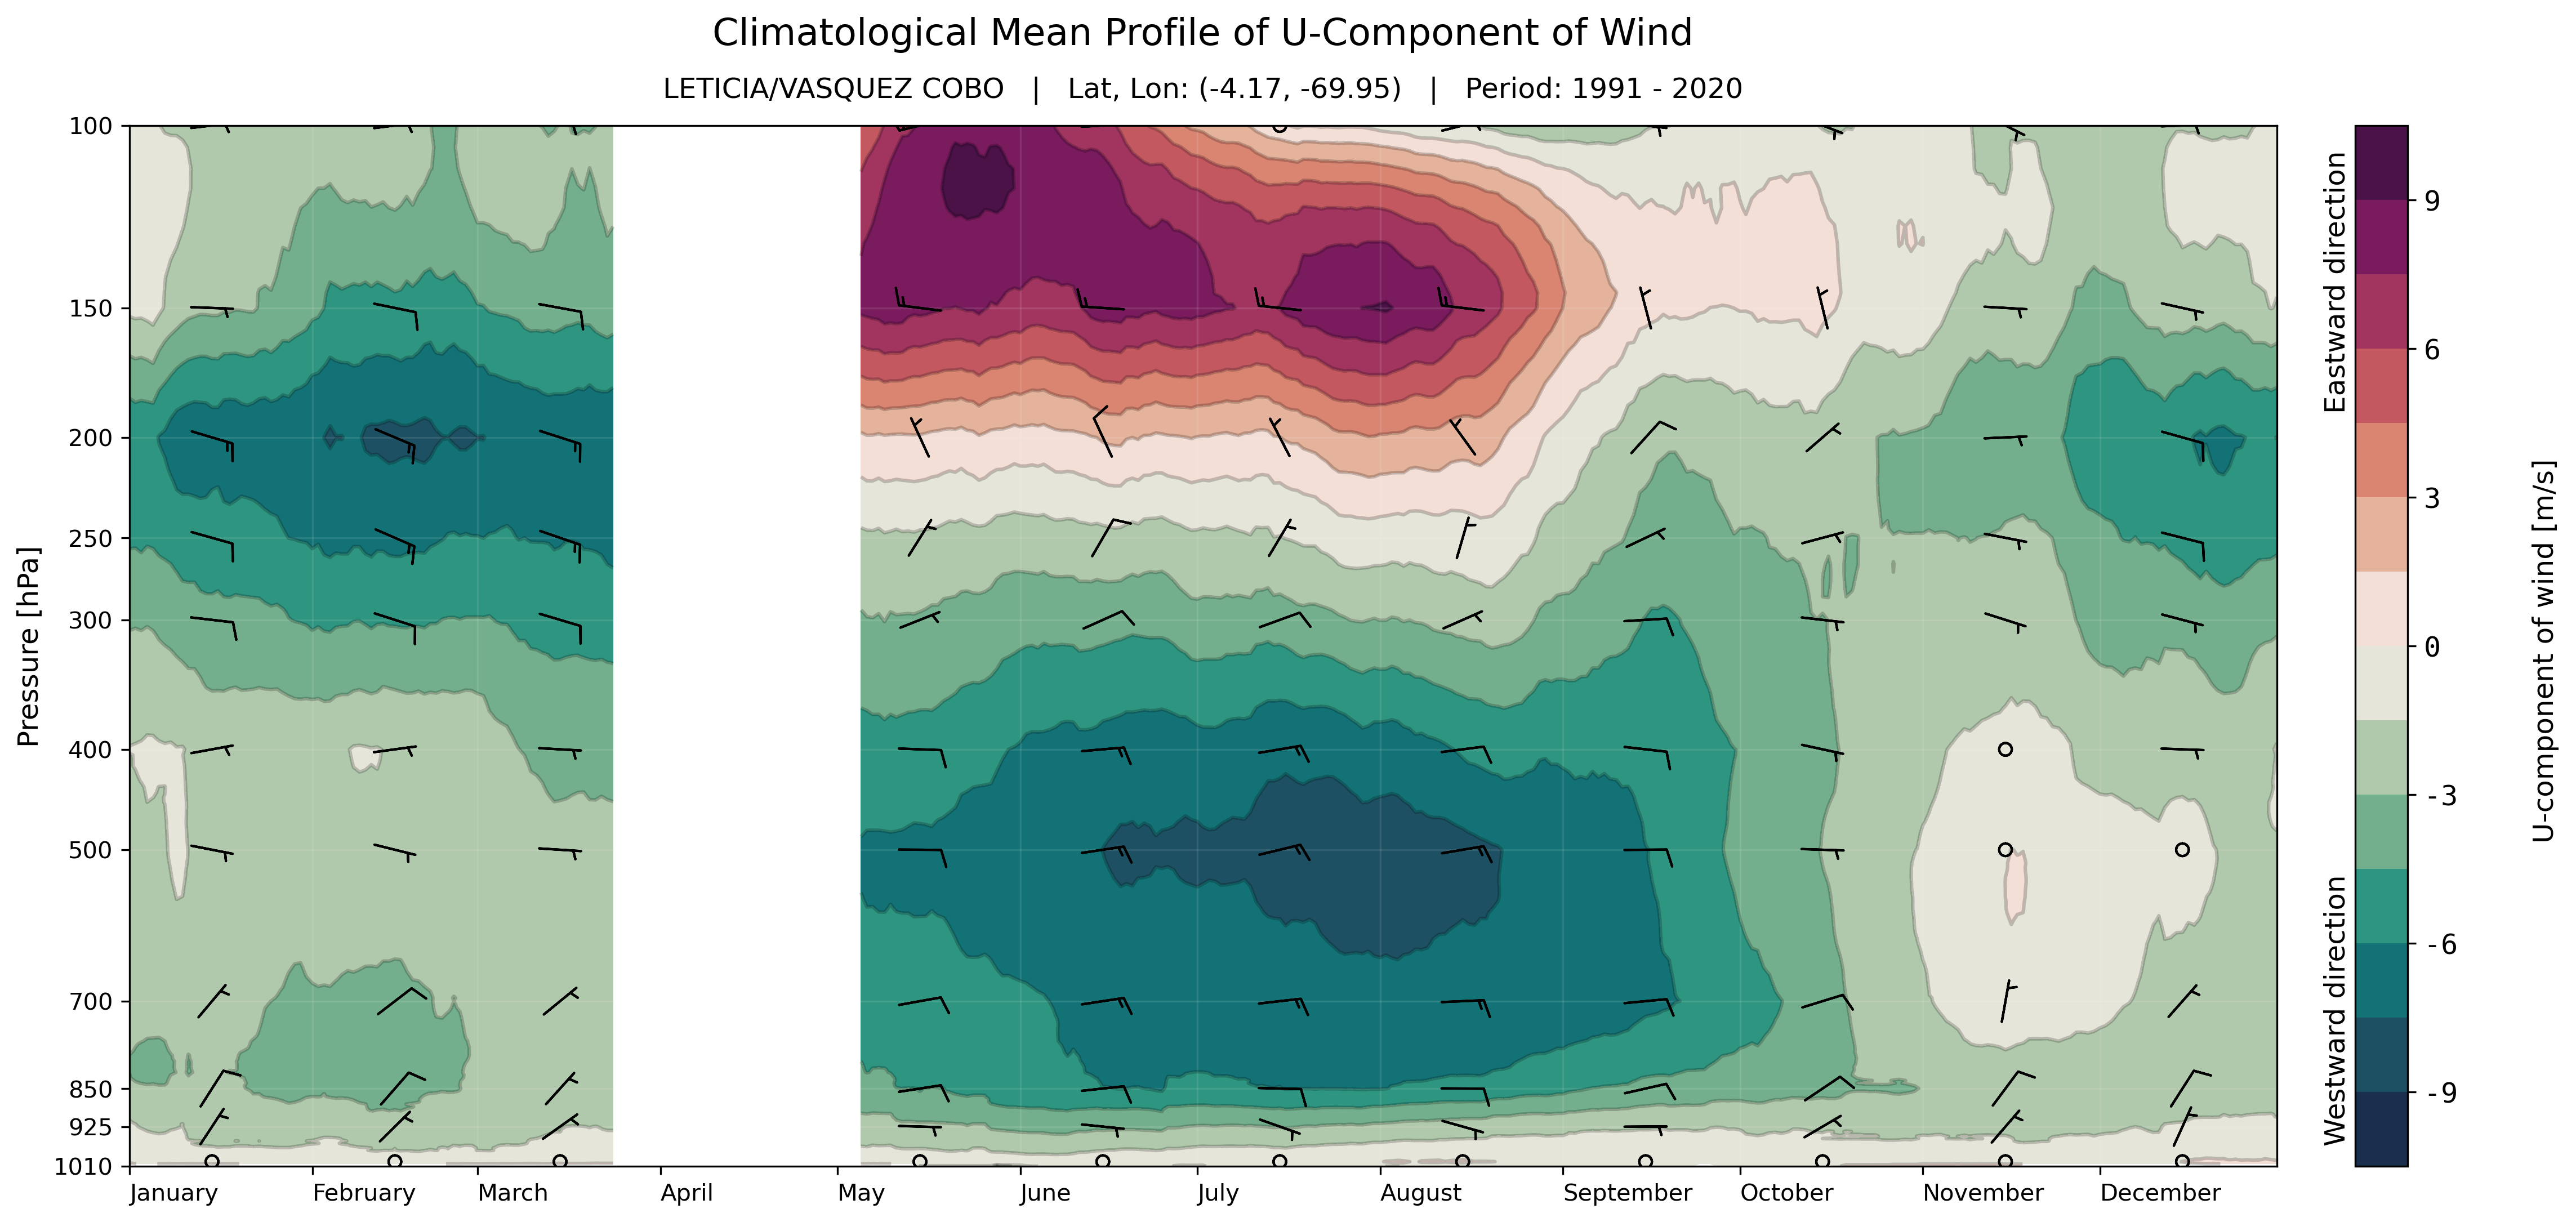 Climatological Mean Profile of U-Component of Wind
LETICIA/VASQUEZ COBO | Lat, Lon: (-4.17, -69.95) | Period: 1991 - 2020
Pressure [hPa]
100
150
200
250
300
400
500
700
850
925
1010
January February March April May June July August September October November December
Eastward direction
Westward direction
9
6
3
0
-3
-6
-9
U-component of wind [m/s]